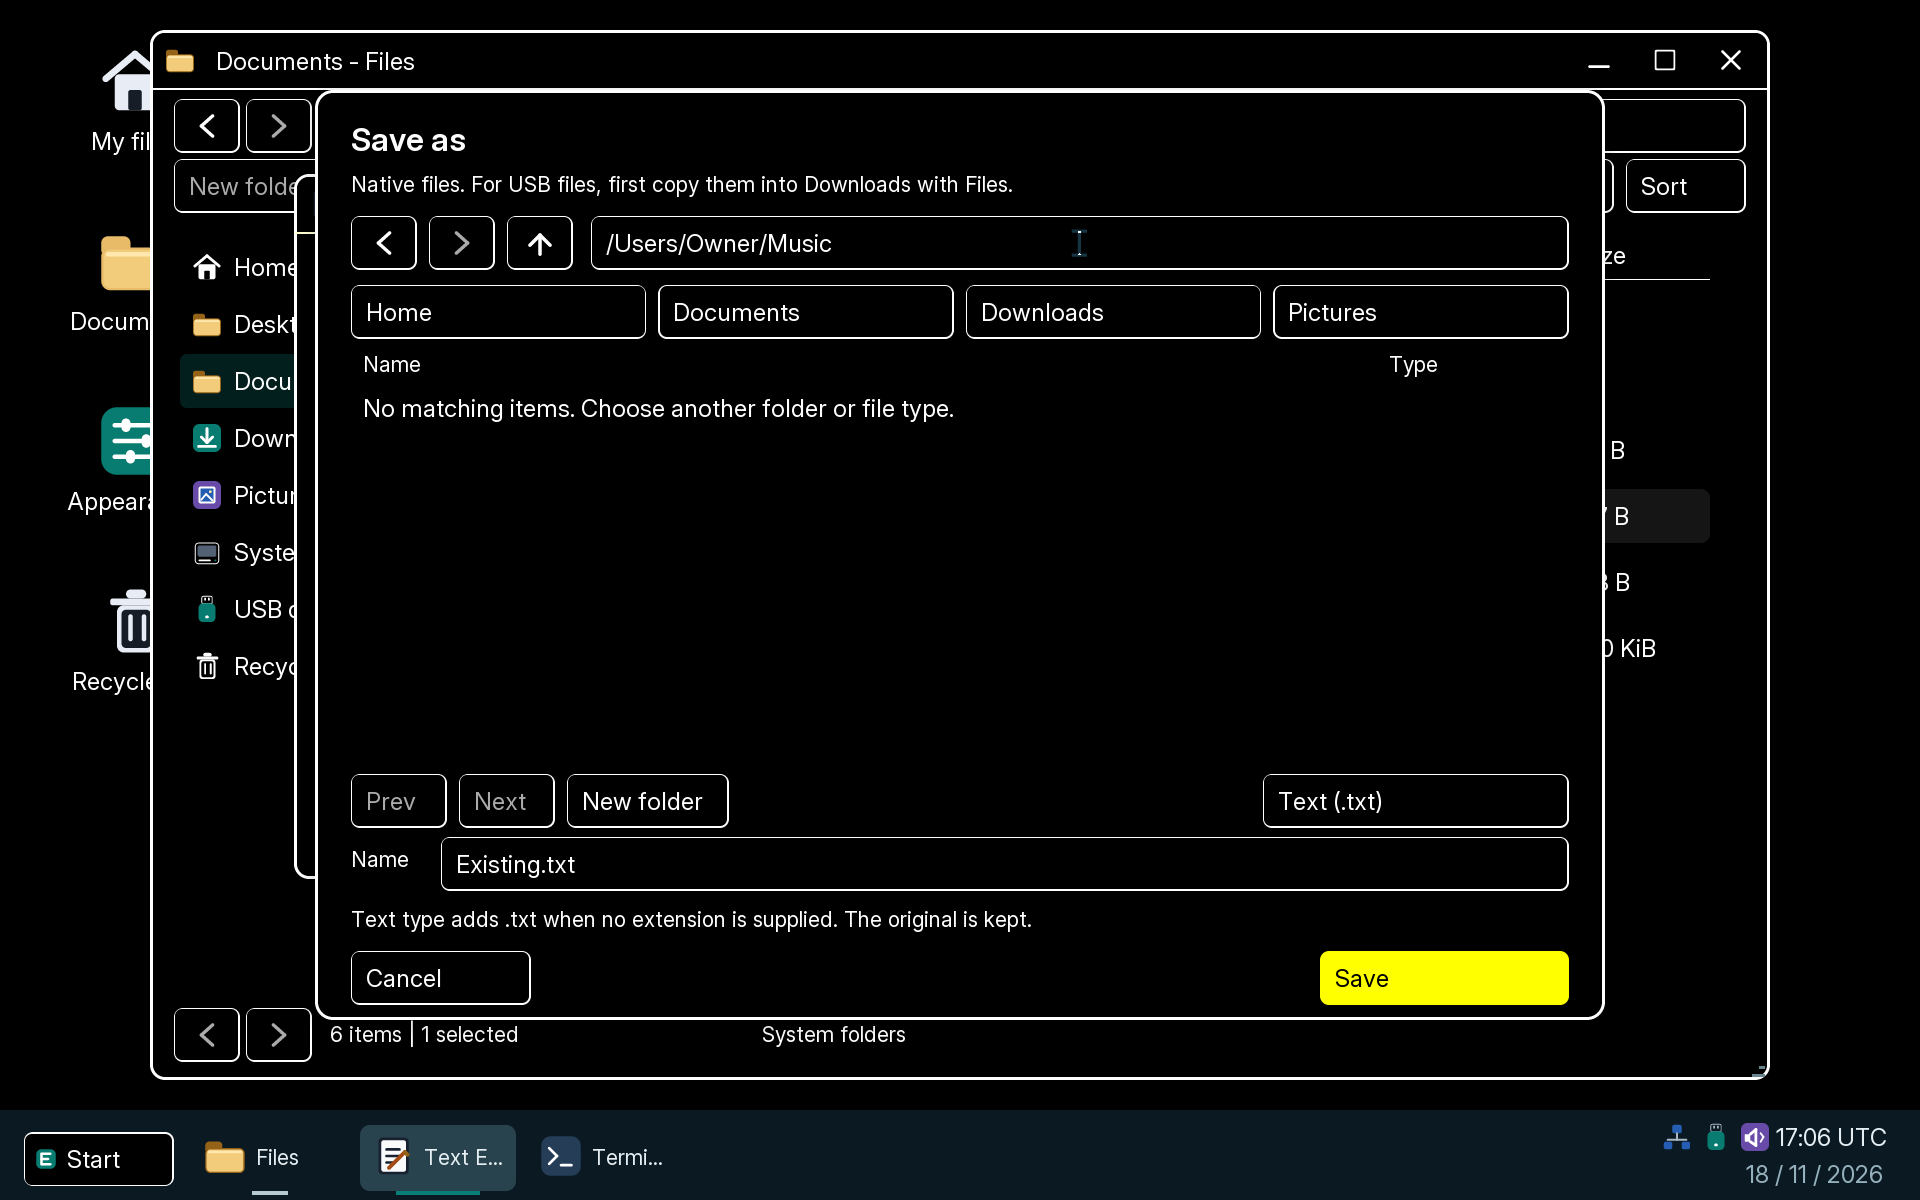 Documents - Files
My fil
Save as
Native files. For USB files, first copy them into Downloads with Files.
New folde
Sort
/Users/Owner/Music
Home
ze
Docum
Deskt
Home
Documents
Downloads
Pictures
Name
Type
Docu
No matching items. Choose another folder or file type.
Down
B
Appeara
Pictur
B
Syste
B
USB
Recyc
0 KiB
Recycle
Prev
Next
New folder
Text (.txt)
Name
Existing.txt
Text type adds .txt when no extension is supplied. The original is kept.
Cancel
Save
6 items | 1 selected
System folders
Start
Files
Text E...
Termi...
17:06 UTC
18 / 11 / 2026